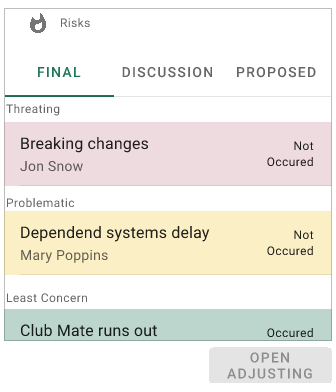 Risks
FINAL DISCUSSION PROPOSED
Threating
Breaking changes
Jon Snow
Not
Occured
Problematic
Dependend systems delay
Mary Poppins
Not
Occured
Least Concern
Club Mate runs out
Occured
OPEN
ADJUSTING